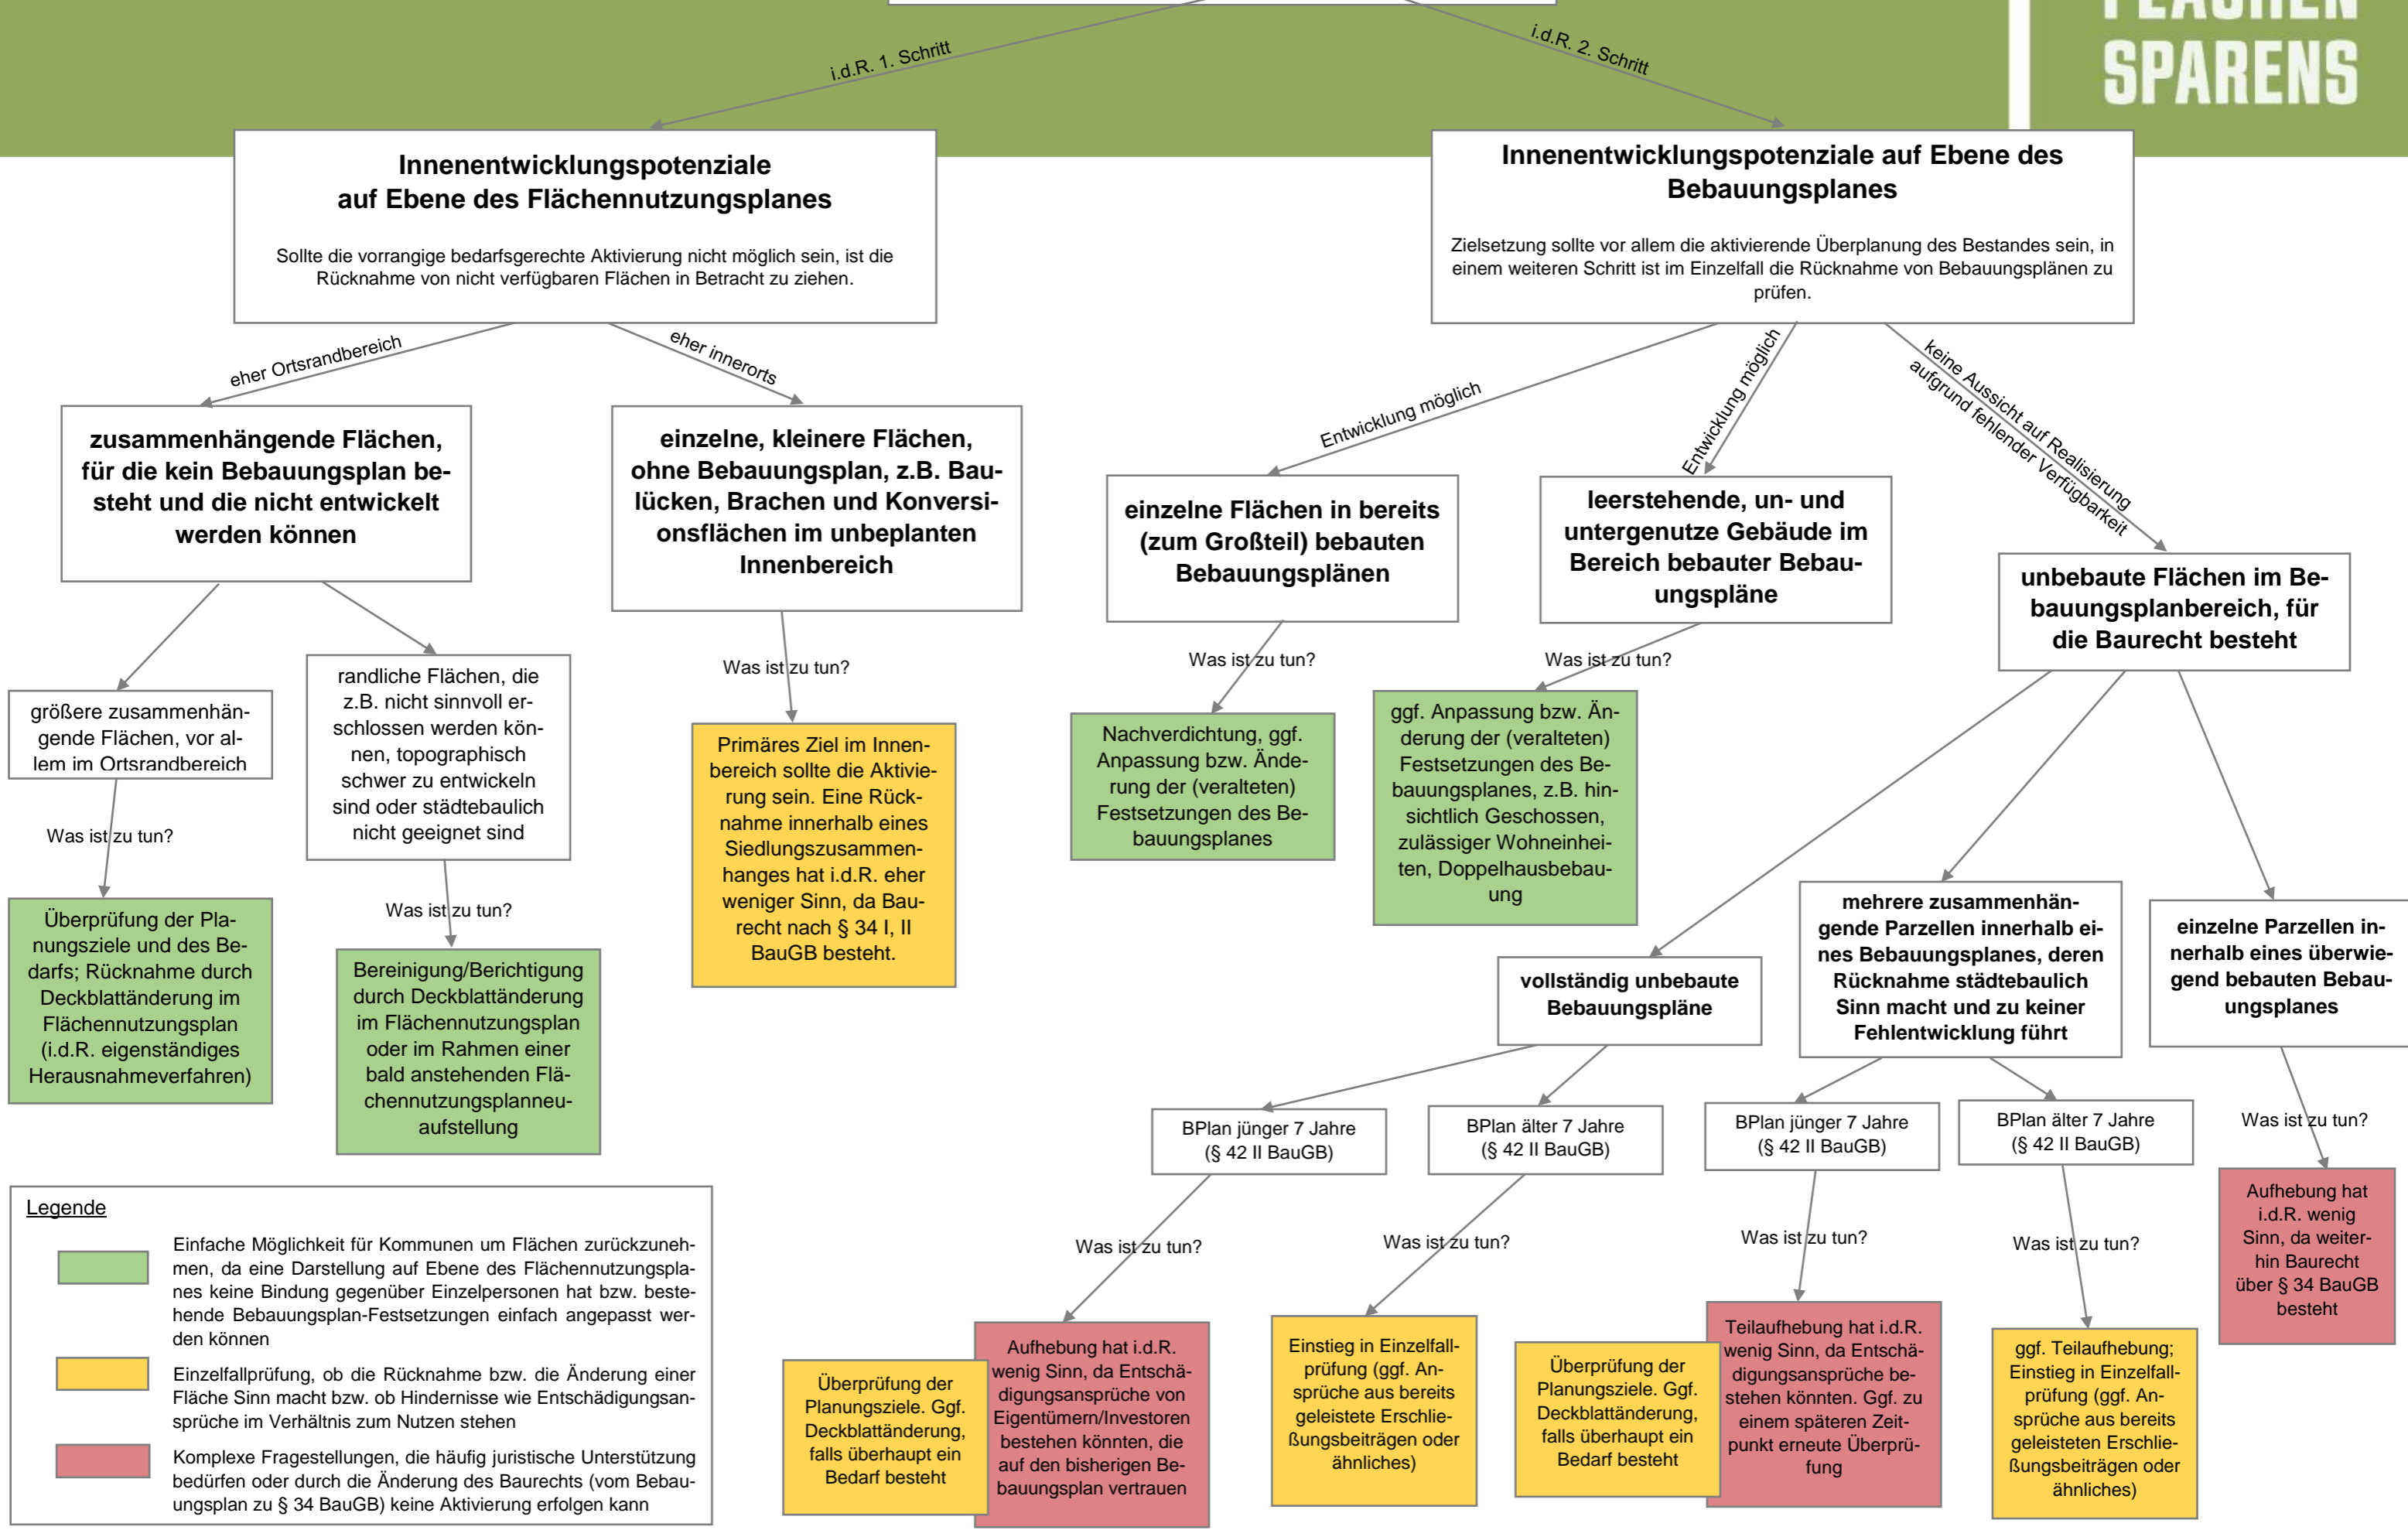 FLÄCHEN
SPARENS
i.d.R. 1. Schritt
i.d.R. 2. Schritt
Innenentwicklungspotenziale
auf Ebene des Flächennutzungsplanes
Sollte die vorrangige bedarfsgerechte Aktivierung nicht möglich sein, ist die
Rücknahme von nicht verfügbaren Flächen in Betracht zu ziehen.
Innenentwicklungspotenziale auf Ebene des
Bebauungsplanes
Zielsetzung sollte vor allem die aktivierende Überplanung des Bestandes sein, in
einem weiteren Schritt ist im Einzelfall die Rücknahme von Bebauungsplänen zu
prüfen.
eher Ortsrandbereich
eher innerorts
Entwicklung möglich
Entwicklung möglich
keine Aussicht auf Realisierung
aufgrund fehlender Verfügbarkeit
zusammenhängende Flächen,
für die kein Bebauungsplan be-
steht und die nicht entwickelt
werden können
einzelne, kleinere Flächen,
ohne Bebauungsplan, z.B. Bau-
lücken, Brachen und Konversi-
onsflächen im unbeplanten
Innenbereich
einzelne Flächen in bereits
(zum Großteil) bebauten
Bebauungsplänen
leerstehende, un- und
untergenutze Gebäude im
Bereich bebauter Bebau-
ungspläne
unbebaute Flächen im Be-
bauungsplanbereich, für
die Baurecht besteht
größere zusammenhän-
gende Flächen, vor al-
lem im Ortsrandbereich
randliche Flächen, die
z.B. nicht sinnvoll er-
schlossen werden kön-
nen, topographisch
schwer zu entwickeln
sind oder städtebaulich
nicht geeignet sind
Was ist zu tun?
Was ist zu tun?
Was ist zu tun?
Was ist zu tun?
Was ist zu tun?
Überprüfung der Pla-
nungsziele und des Be-
darfs; Rücknahme durch
Deckblattänderung im
Flächennutzungsplan
(i.d.R. eigenständiges
Herausnahmeverfahren)
Bereinigung/Berichtigung
durch Deckblattänderung
im Flächennutzungsplan
oder im Rahmen einer
bald anstehenden Flä-
chennutzungsplanneu-
aufstellung
Primäres Ziel im Innen-
bereich sollte die Aktivie-
rung sein. Eine Rück-
nahme innerhalb eines
Siedlungszusammen-
hanges hat i.d.R. eher
weniger Sinn, da Bau-
recht nach § 34 I, II
BauGB besteht.
Nachverdichtung, ggf.
Anpassung bzw. Ände-
rung der (veralteten)
Festsetzungen des Be-
bauungsplanes
ggf. Anpassung bzw. Än-
derung der (veralteten)
Festsetzungen des Be-
bauungsplanes, z.B. hin-
sichtlich Geschossen,
zulässiger Wohneinhei-
ten, Doppelhausbebau-
ung
vollständig unbebaute
Bebauungspläne
mehrere zusammenhän-
gende Parzellen innerhalb ei-
nes Bebauungsplanes, deren
Rücknahme städtebaulich
Sinn macht und zu keiner
Fehlentwicklung führt
einzelne Parzellen in-
nerhalb eines überwie-
gend bebauten Bebau-
ungsplanes
BPlan jünger 7 Jahre
(§ 42 II BauGB)
BPlan älter 7 Jahre
(§ 42 II BauGB)
BPlan jünger 7 Jahre
(§ 42 II BauGB)
BPlan älter 7 Jahre
(§ 42 II BauGB)
Was ist zu tun?
Was ist zu tun?
Was ist zu tun?
Was ist zu tun?
Was ist zu tun?
Überprüfung der
Planungsziele. Ggf.
Deckblattänderung,
falls überhaupt ein
Bedarf besteht
Aufhebung hat i.d.R.
wenig Sinn, da Entschä-
digungsansprüche von
Eigentümern/Investoren
bestehen könnten, die
auf den bisherigen Be-
bauungsplan vertrauen
Einstieg in Einzelfall-
prüfung (ggf. An-
sprüche aus bereits
geleistete Erschlie-
ßungsbeiträgen oder
ähnliches)
Überprüfung der
Planungsziele. Ggf.
Deckblattänderung,
falls überhaupt ein
Bedarf besteht
Teilaufhebung hat i.d.R.
wenig Sinn, da Entschä-
digungsansprüche be-
stehen könnten. Ggf. zu
einem späteren Zeit-
punkt erneute Überprü-
fung
ggf. Teilaufhebung;
Einstieg in Einzelfall-
prüfung (ggf. An-
sprüche aus bereits
geleisteten Erschlie-
ßungsbeiträgen oder
ähnliches)
Aufhebung hat
i.d.R. wenig
Sinn, da weiter-
hin Baurecht
über § 34 BauGB
besteht
Legende
Einfache Möglichkeit für Kommunen um Flächen zurückzuneh-
men, da eine Darstellung auf Ebene des Flächennutzungspla-
nes keine Bindung gegenüber Einzelpersonen hat bzw. beste-
hende Bebauungsplan-Festsetzungen einfach angepasst wer-
den können
Einzelfallprüfung, ob die Rücknahme bzw. die Änderung einer
Fläche Sinn macht bzw. ob Hindernisse wie Entschädigungsan-
sprüche im Verhältnis zum Nutzen stehen
Komplexe Fragestellungen, die häufig juristische Unterstützung
bedürfen oder durch die Änderung des Baurechts (vom Bebau-
ungsplan zu § 34 BauGB) keine Aktivierung erfolgen kann